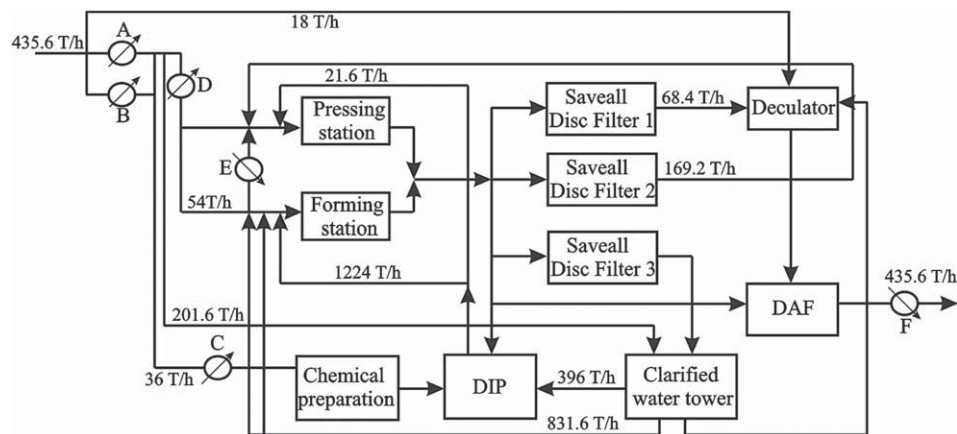 18 T/h
435.6 T/h
A
B
D
21.6 T/h
Pressing
station
E
54T/h
Forming
station
1224 T/h
Saveall
Disc Filter 1
68.4 T/h
Deculator
Saveall
Disc Filter 2
169.2 T/h
Saveall
Disc Filter 3
DAF
435.6 T/h
F
201.6 T/h
C
36 T/h
Chemical
preparation
DIP
396 T/h
Clarified
water tower
831.6 T/h